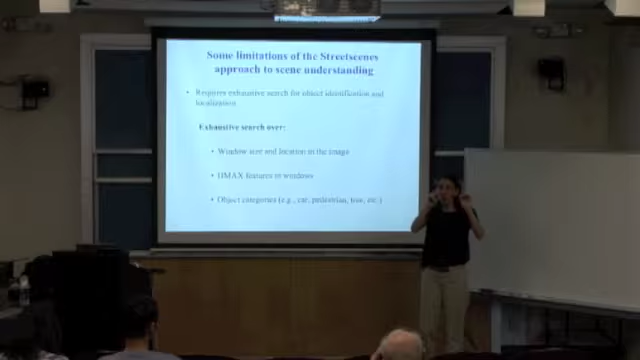 Some limitations of the Streetscenes
approach to scene understanding
• Requires exhaustive search for object identification and
localization
Exhaustive search over:
• Window size and location in the image
• HMAX features in windows
• Object categories (e.g., car, pedestrian, tree, etc.)